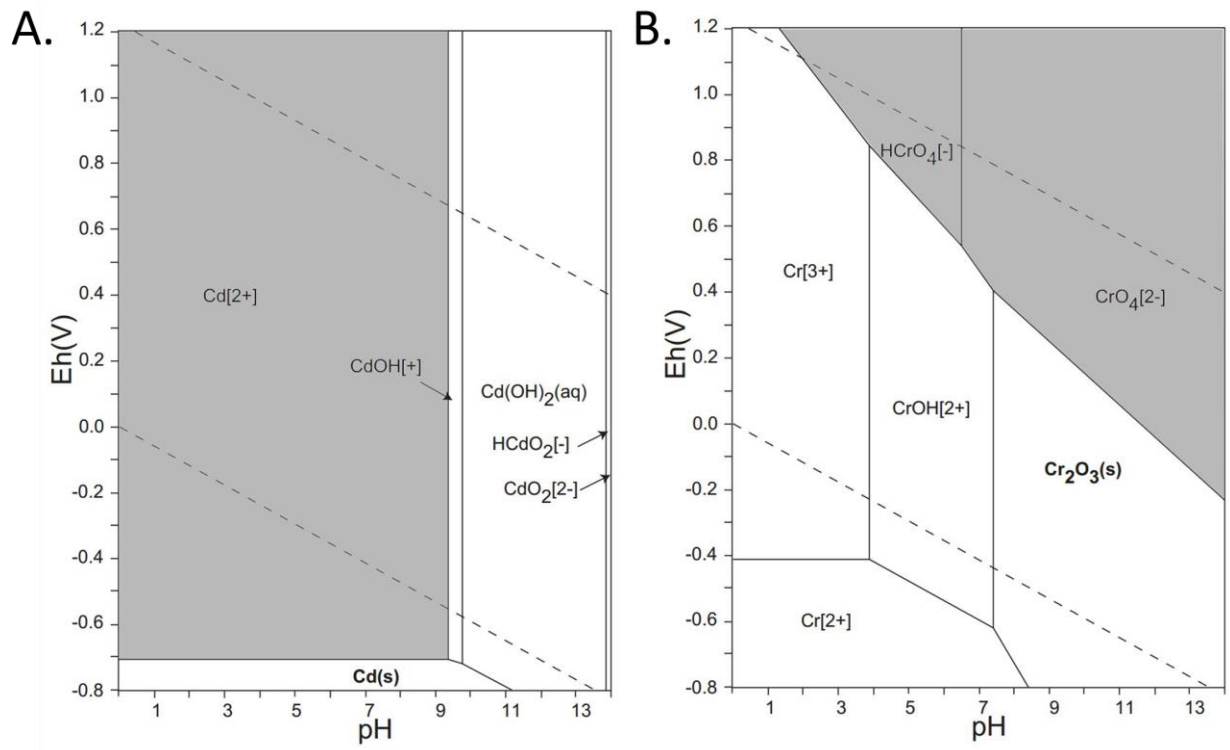 A.
1.2
1.0
0.8
0.6
0.4
0.2
0.0
-0.2
-0.4
-0.6
-0.8
Eh(V)
Cd[2+]
CdOH[+]
Cd(OH)2(aq)
HCdO2[-]
CdO2[2-]
Cd(s)
1 3 5 7 9 11 13
pH
B.
1.2
1.0
0.8
0.6
0.4
0.2
0.0
-0.2
-0.4
-0.6
-0.8
Eh(V)
HCrO4[-]
Cr[3+]
CrO4[2-]
CrOH[2+]
Cr2O3(s)
Cr[2+]
1 3 5 7 9 11 13
pH